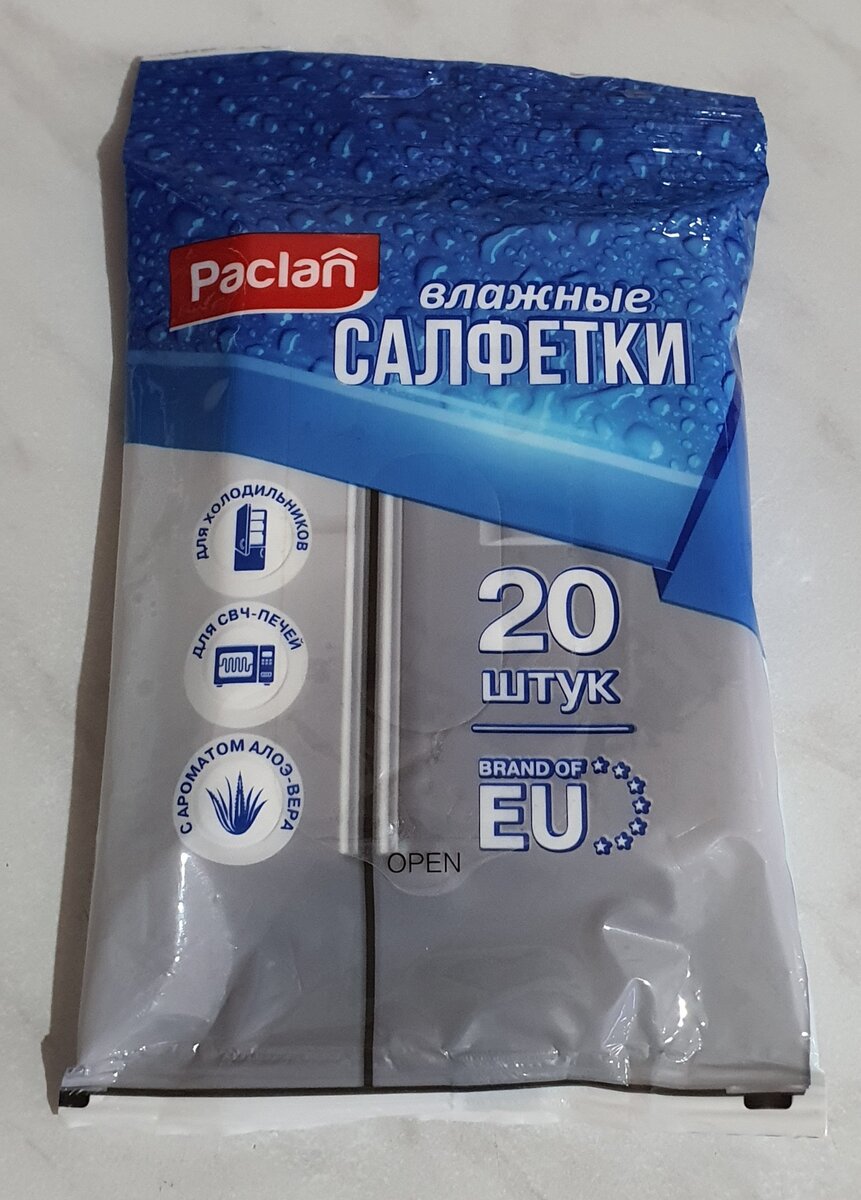 Paclan
влажные
САЛФЕТКИ
ДЛЯ ХОЛОДИЛЬНИКОВ
ДЛЯ СВЧ-ПЕЧЕЙ
С АРОМАТОМ АЛОЭ-ВЕРА
20
штук
BRAND OF
EU
OPEN